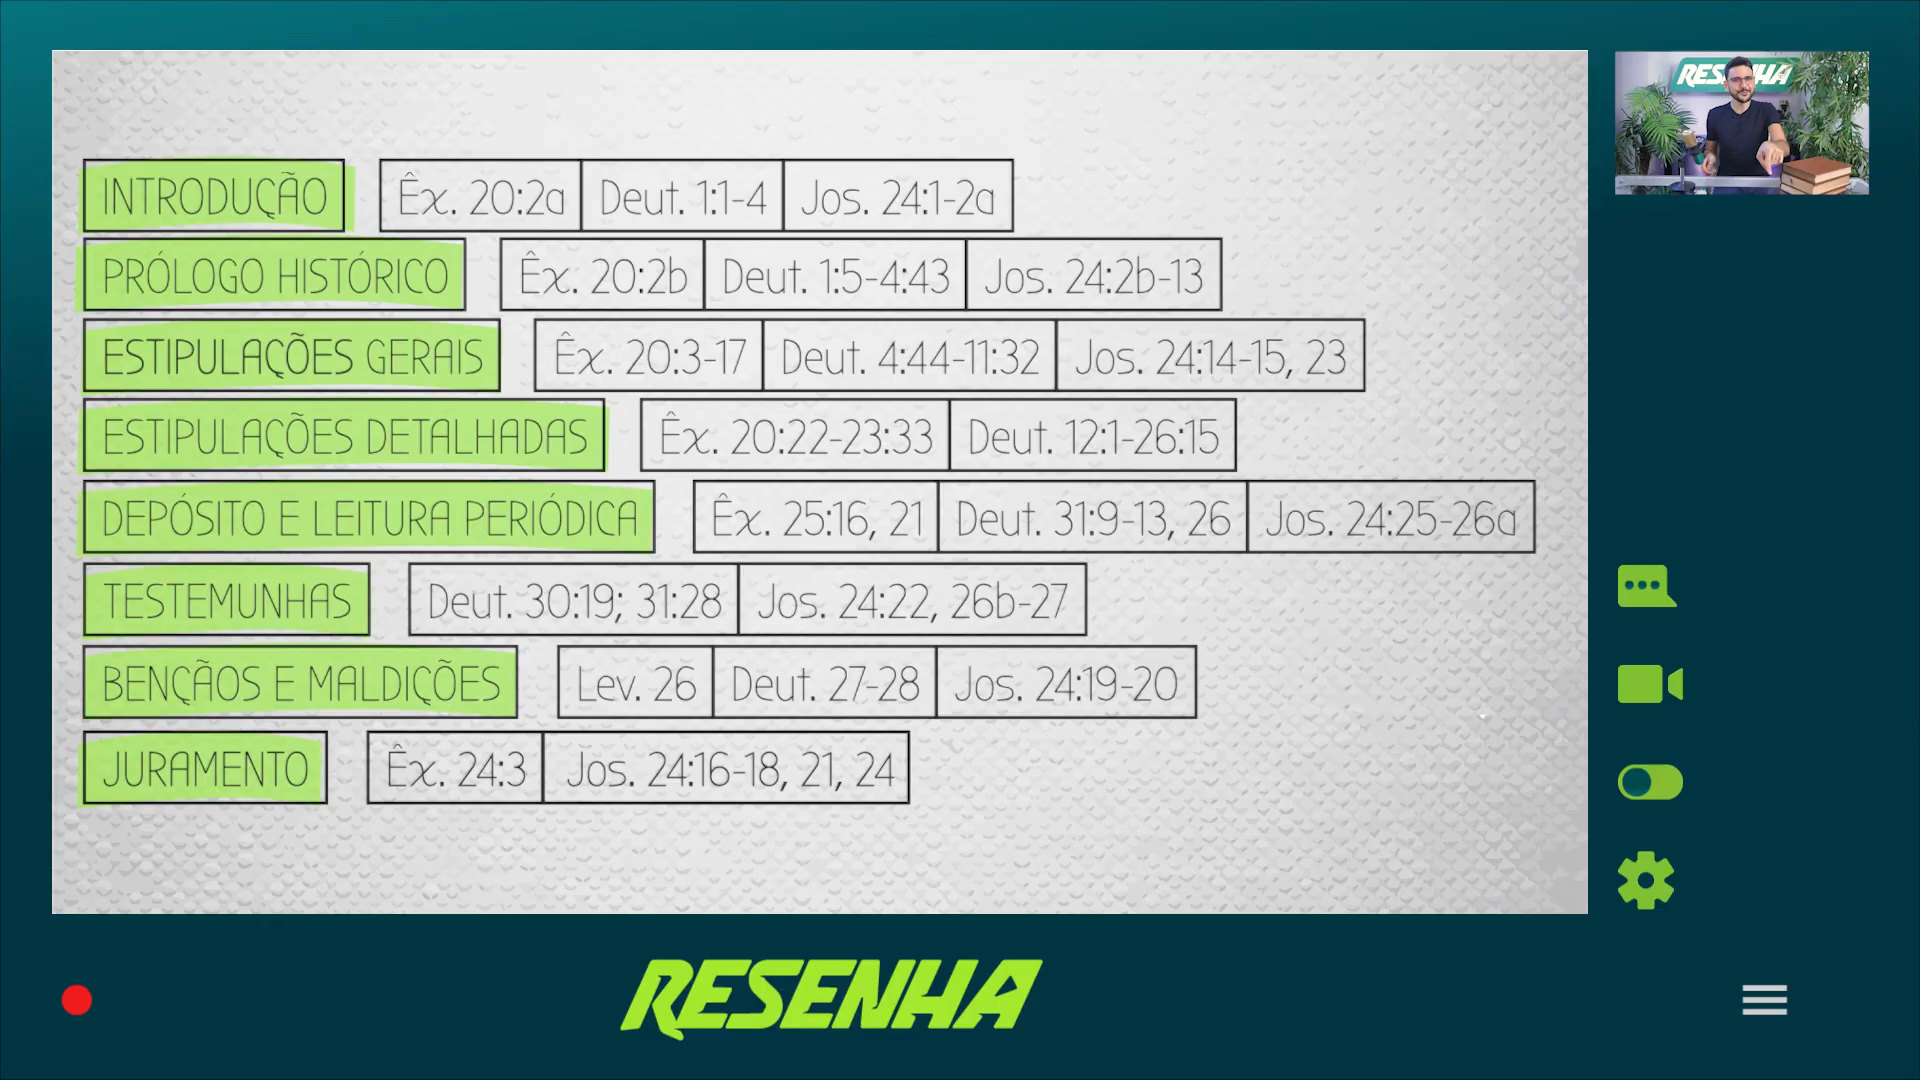 INTRODUÇÃO Êx. 20:2a Deut. 1:1-4 Jos. 24:1-2a
PRÓLOGO HISTÓRICO Êx. 20:2b Deut. 1:5-4:43 Jos. 24:2b-13
ESTIPULAÇÕES GERAIS Êx. 20:3-17 Deut. 4:44-11:32 Jos. 24:14-15, 23
ESTIPULAÇÕES DETALHADAS Êx. 20:22-23:33 Deut. 12:1-26:15
DEPÓSITO E LEITURA PERIÓDICA Êx. 25:16, 21 Deut. 31:9-13, 26 Jos. 24:25-26a
TESTEMUNHAS Deut. 30:19; 31:28 Jos. 24:22, 26b-27
BENÇÃOS E MALDIÇÕES Lev. 26 Deut. 27-28 Jos. 24:19-20
JURAMENTO Êx. 24:3 Jos. 24:16-18, 21, 24
RESENHA